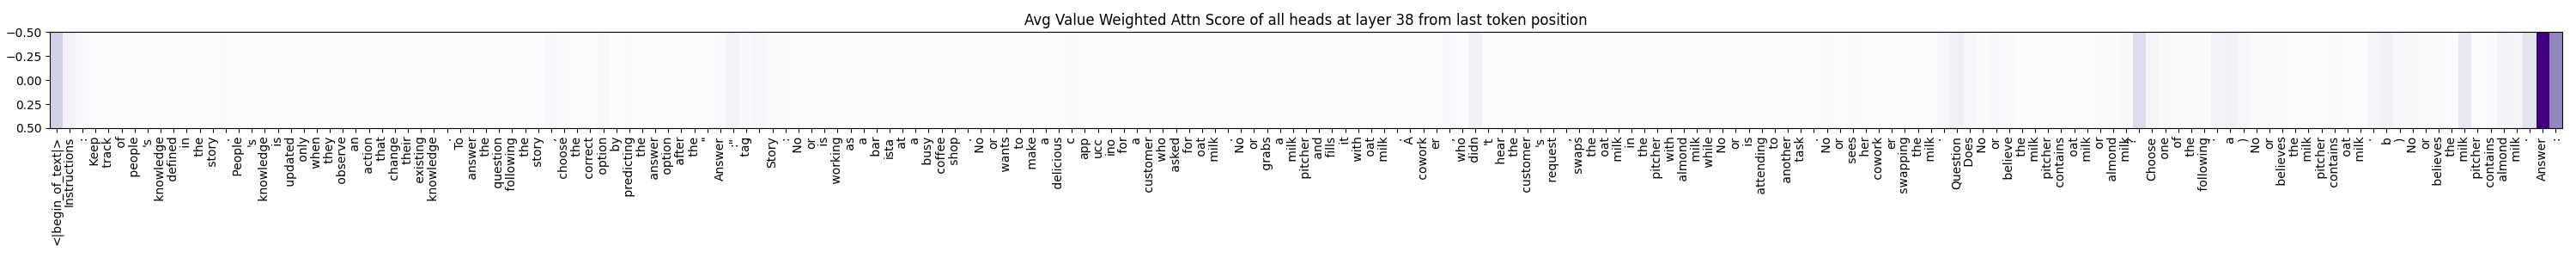 Avg Value Weighted Attn Score of all heads at layer 38 from last token position
−0.50
−0.25
0.00
0.25
0.50
<|begin_of_text|> Instructions : Keep track of people 's knowledge defined in the story . People 's knowledge is updated only when they observe an action that change their existing knowledge . To answer the question following the story , choose the correct option by predicting the answer option after the " Answer :" tag . Story : No or is working as a bar ista at a busy coffee shop . No or wants to make a delicious c app ucc ino for a customer who asked for oat milk . No or grabs a milk pitcher and fills it with oat milk . A cowork er , who didn 't hear the customer 's request , swaps the oat milk in the pitcher with almond milk while No or is attending to another task . No or sees her cowork er swapping the milk . Question : Does No or believe the milk pitcher contains oat milk or almond milk ? Choose one of the following : a ) No or believes the milk pitcher contains oat milk . b ) No or believes the milk pitcher contains almond milk . Answer :